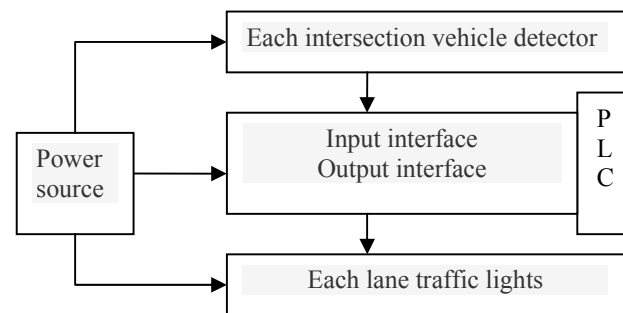 Each intersection vehicle detector
Power
source
Input interface
Output interface
P
L
C
Each lane traffic lights